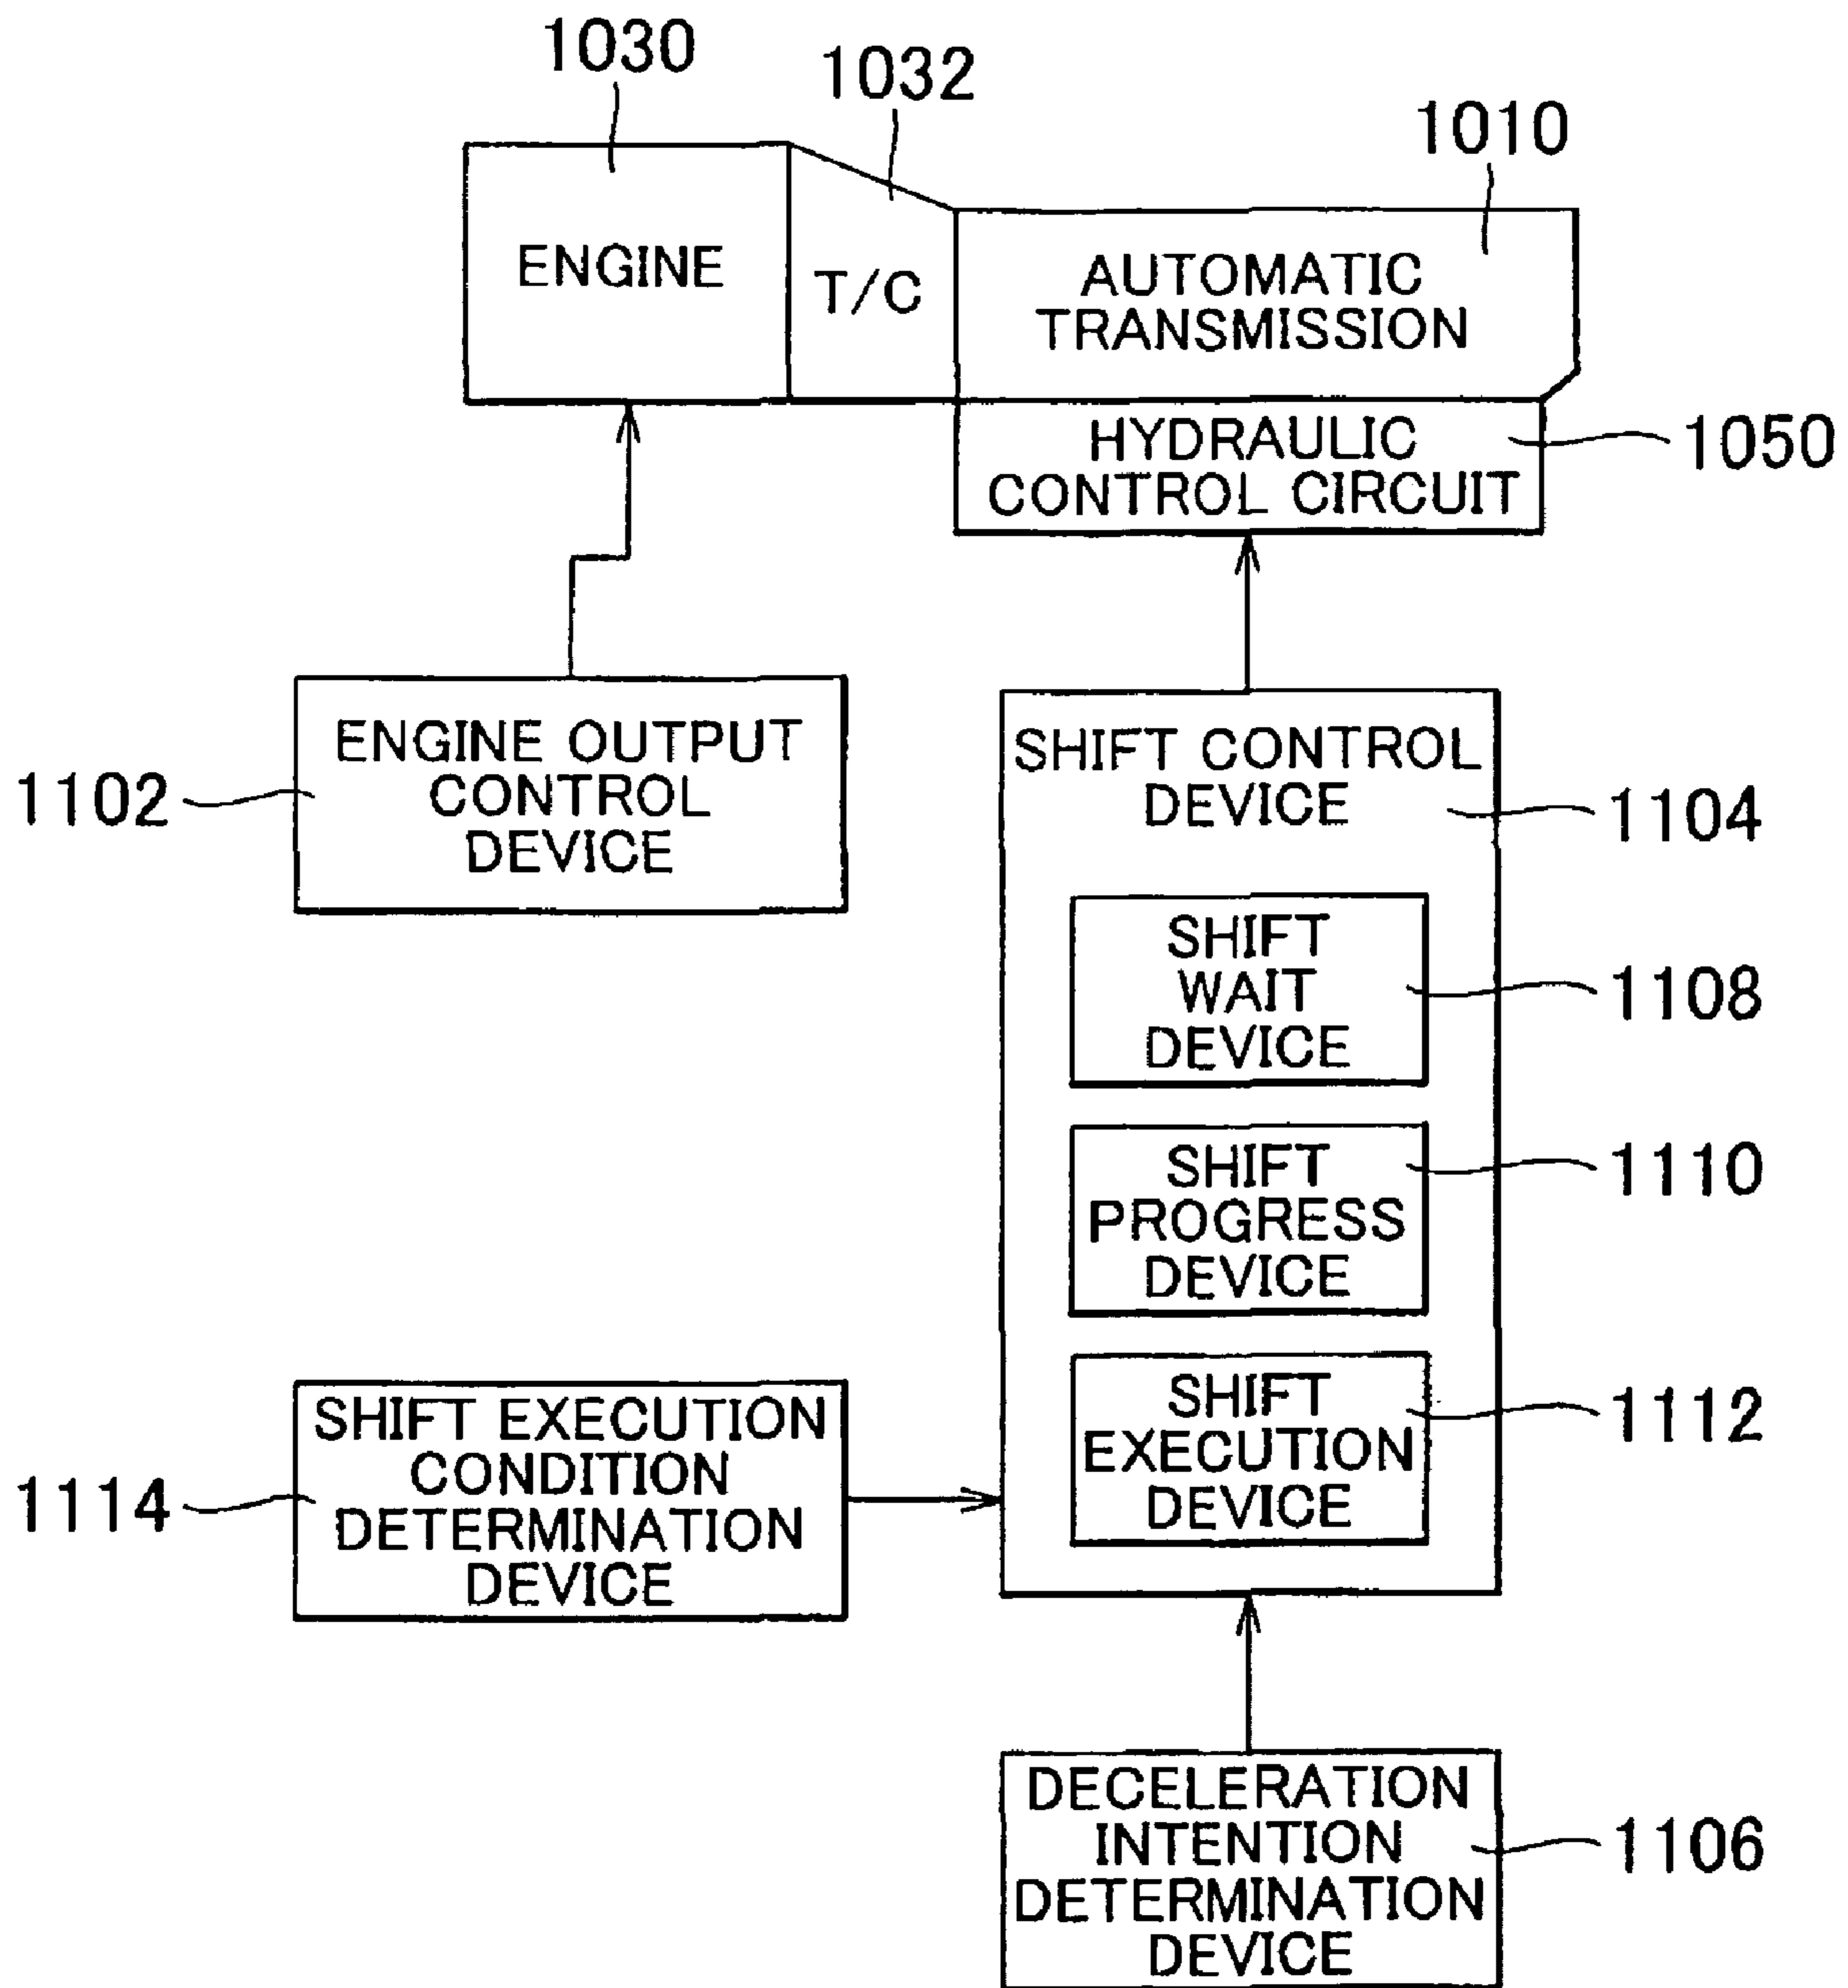 1030
1032
1010
ENGINE
T/C
AUTOMATIC
TRANSMISSION
HYDRAULIC
CONTROL CIRCUIT
1050
ENGINE OUTPUT
CONTROL
DEVICE
1102
SHIFT CONTROL
DEVICE
1104
SHIFT
WAIT
DEVICE
1108
SHIFT
PROGRESS
DEVICE
1110
SHIFT
EXECUTION
DEVICE
1112
SHIFT EXECUTION
CONDITION
DETERMINATION
DEVICE
1114
DECELERATION
INTENTION
DETERMINATION
DEVICE
1106